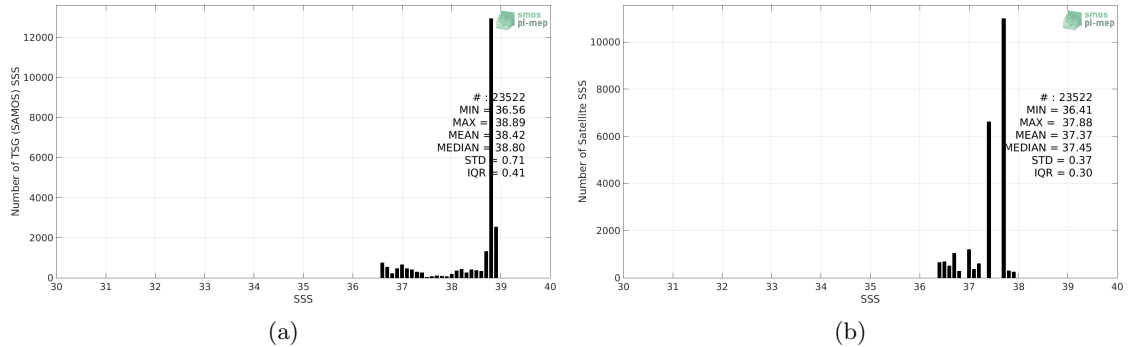 smos
pi-mep
Number of TSG (SAMOS) SSS
12000
10000
8000
6000
4000
2000
0
# : 23522
MIN = 36.56
MAX = 38.89
MEAN = 38.42
MEDIAN = 38.80
STD = 0.71
IQR = 0.41
30 31 32 33 34 35 36 37 38 39 40
SSS
(a)
smos
pi-mep
Number of Satellite SSS
10000
8000
6000
4000
2000
0
# : 23522
MIN = 36.41
MAX = 37.88
MEAN = 37.37
MEDIAN = 37.45
STD = 0.37
IQR = 0.30
30 31 32 33 34 35 36 37 38 39 40
SSS
(b)